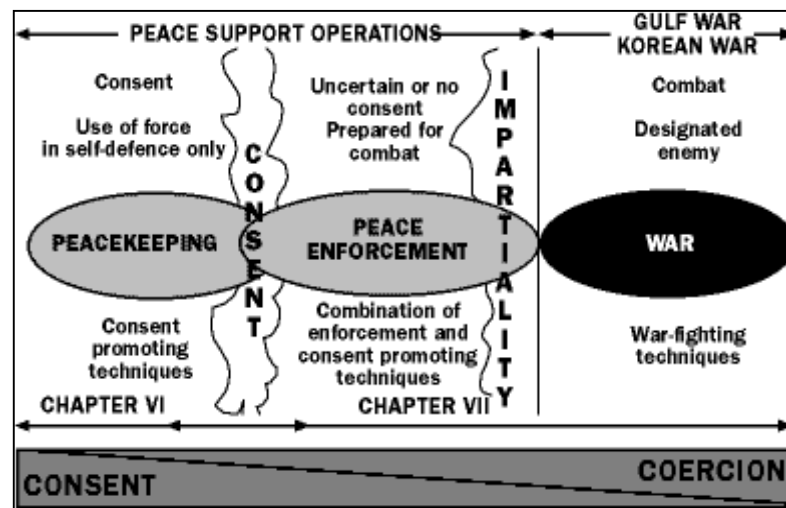 PEACE SUPPORT OPERATIONS
GULF WAR
KOREAN WAR
Consent
Use of force
in self-defence only
CONSENT
Uncertain or no
consent
Prepared for
combat
IMPARTIALITY
Combat
Designated
enemy
PEACEKEEPING
PEACE
ENFORCEMENT
WAR
Consent
promoting
techniques
Combination of
enforcement and
consent promoting
techniques
War-fighting
techniques
CHAPTER VI
CHAPTER VII
CONSENT
COERCION